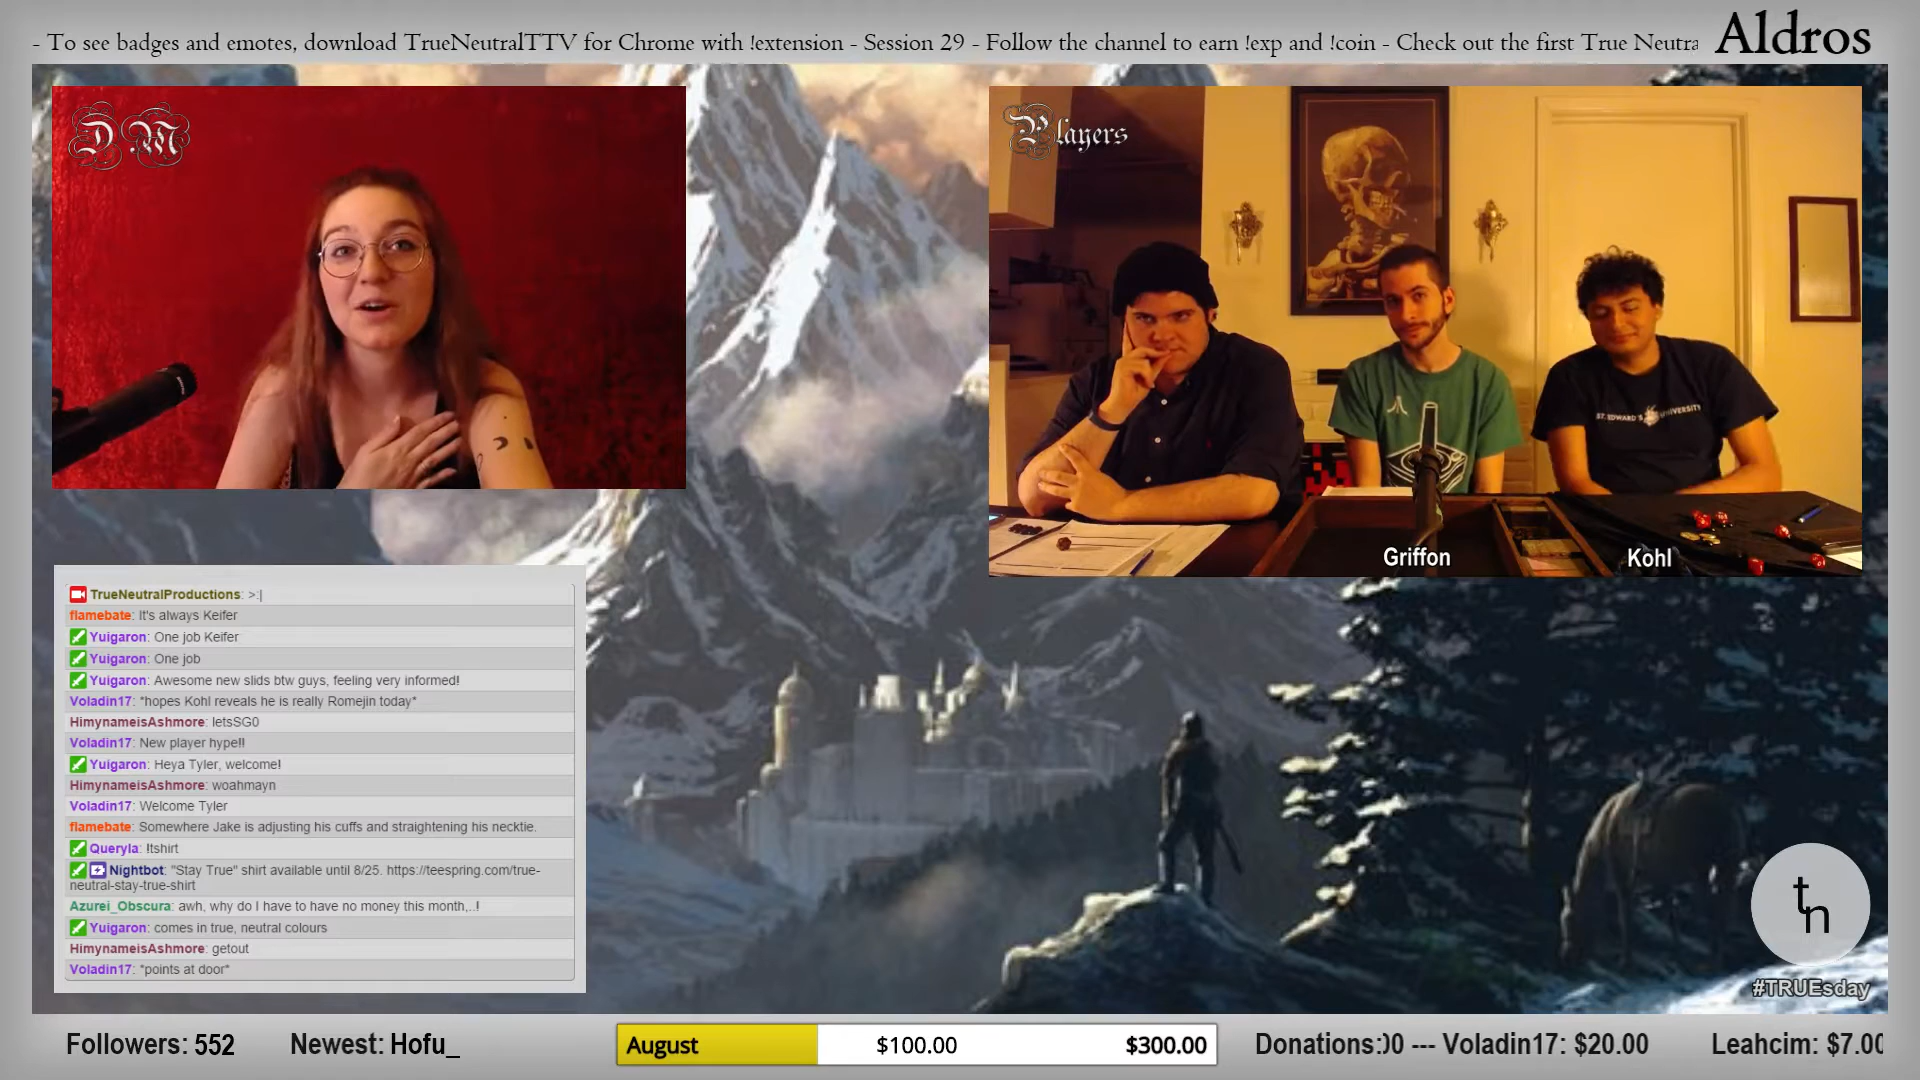 - To see badges and emotes, download TrueNeutralTTV for Chrome with !extension - Session 29 - Follow the channel to earn !exp and !coin - Check out the first True Neutra
Aldros
DM
Players
ST. EDWARD'S UNIVERSITY
Griffon
Kohl
TrueNeutralProductions: >:|
flamebate: It's always Keifer
Yuigaron: One job Keifer
Yuigaron: One job
Yuigaron: Awesome new slids btw guys, feeling very informed!
Voladin17: *hopes Kohl reveals he is really Romejin today*
HimynameisAshmore: letsSG0
Voladin17: New player hype!!
Yuigaron: Heya Tyler, welcome!
HimynameisAshmore: woahmayn
Voladin17: Welcome Tyler
flamebate: Somewhere Jake is adjusting his cuffs and straightening his necktie.
Queryla: !tshirt
Nightbot: "Stay True" shirt available until 8/25. https://teespring.com/true-
neutral-stay-true-shirt
Azurei_Obscura: awh, why do I have to have no money this month,..!
Yuigaron: comes in true, neutral colours
HimynameisAshmore: getout
Voladin17: *points at door*
tn
#TRUEsday
Followers: 552 Newest: Hofu_ August $100.00 $300.00 Donations:00 --- Voladin17: $20.00 Leahcim: $7.00